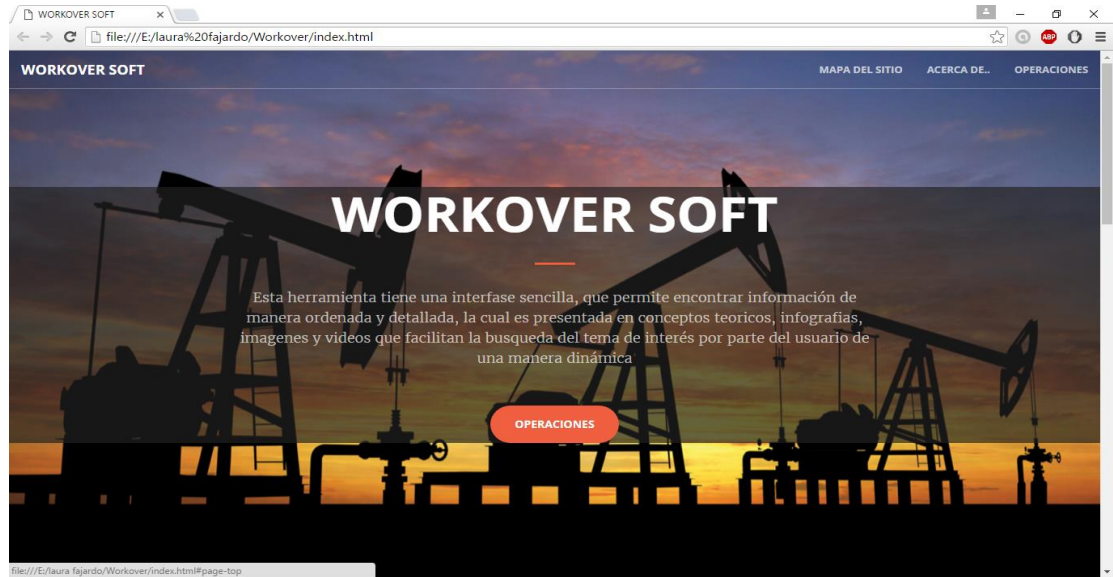 WORKOVER SOFT
file:///E:/laura%20fajardo/Workover/index.html
ABP
WORKOVER SOFT
MAPA DEL SITIO
ACERCA DE..
OPERACIONES
WORKOVER SOFT
Esta herramienta tiene una interfase sencilla, que permite encontrar información de
manera ordenada y detallada, la cual es presentada en conceptos teoricos, infografias,
imagenes y videos que facilitan la busqueda del tema de interés por parte del usuario de
una manera dinámica
OPERACIONES
file:///E:/laura fajardo/Workover/index.html#page-top